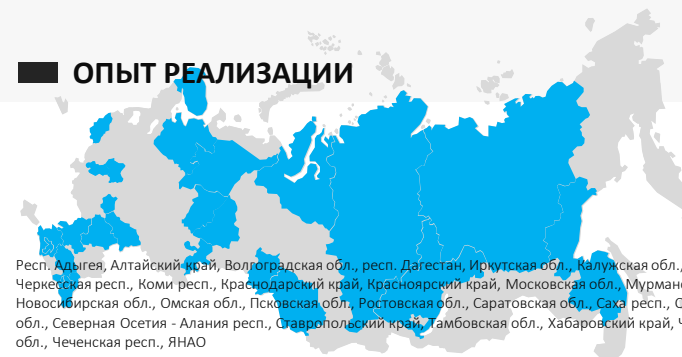 ОПЫТ РЕАЛИЗАЦИИ
Респ. Адыгея, Алтайский край, Волгоградская обл., респ. Дагестан, Иркутская обл., Калужская обл.,
Черкесская респ., Коми респ., Краснодарский край, Красноярский край, Московская обл.,
Новосибирская обл., Омская обл., Псковская обл., Ростовская обл., Саратовская обл., Саха респ.,
обл., Северная Осетия - Алания респ., Ставропольский край, Тамбовская обл., Хабаровский край,
обл., Чеченская респ., ЯНАО